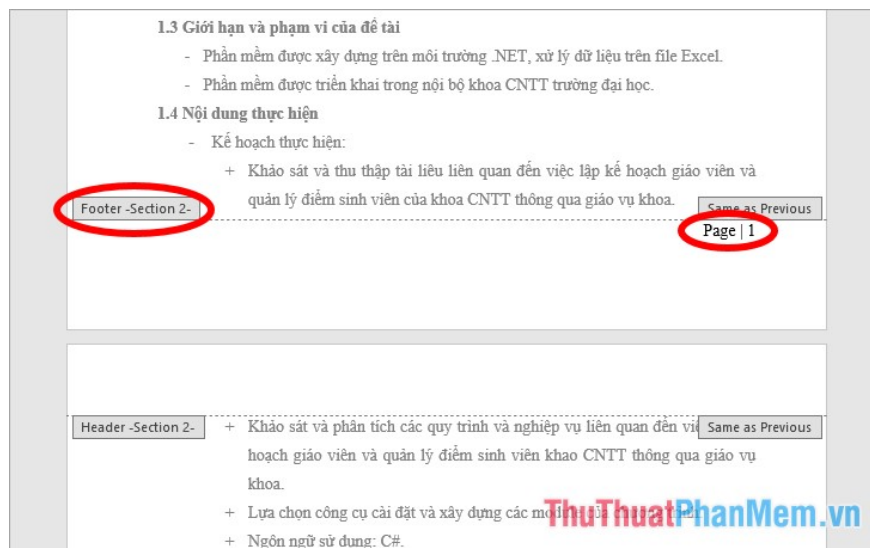 1.3 Giới hạn và phạm vi của đề tài
- Phần mềm được xây dựng trên môi trường .NET, xử lý dữ liệu trên file Excel.
- Phần mềm được triển khai trong nội bộ khoa CNTT trường đại học.
1.4 Nội dung thực hiện
- Kế hoạch thực hiện:
+ Khảo sát và thu thập tài liêu liên quan đến việc lập kế hoạch giáo viên và
quản lý điểm sinh viên của khoa CNTT thông qua giáo vụ khoa.
Footer -Section 2-
Same as Previous
Page | 1
Header -Section 2-
Same as Previous
+ Khảo sát và phân tích các quy trình và nghiệp vụ liên quan đến
hoạch giáo viên và quản lý điểm sinh viên khao CNTT thông qua giáo vụ
khoa.
+ Lựa chọn công cụ cài đặt và xây dựng các
ThuThuatPhanMem.vn
+ Ngôn ngữ sử dụng: C#.